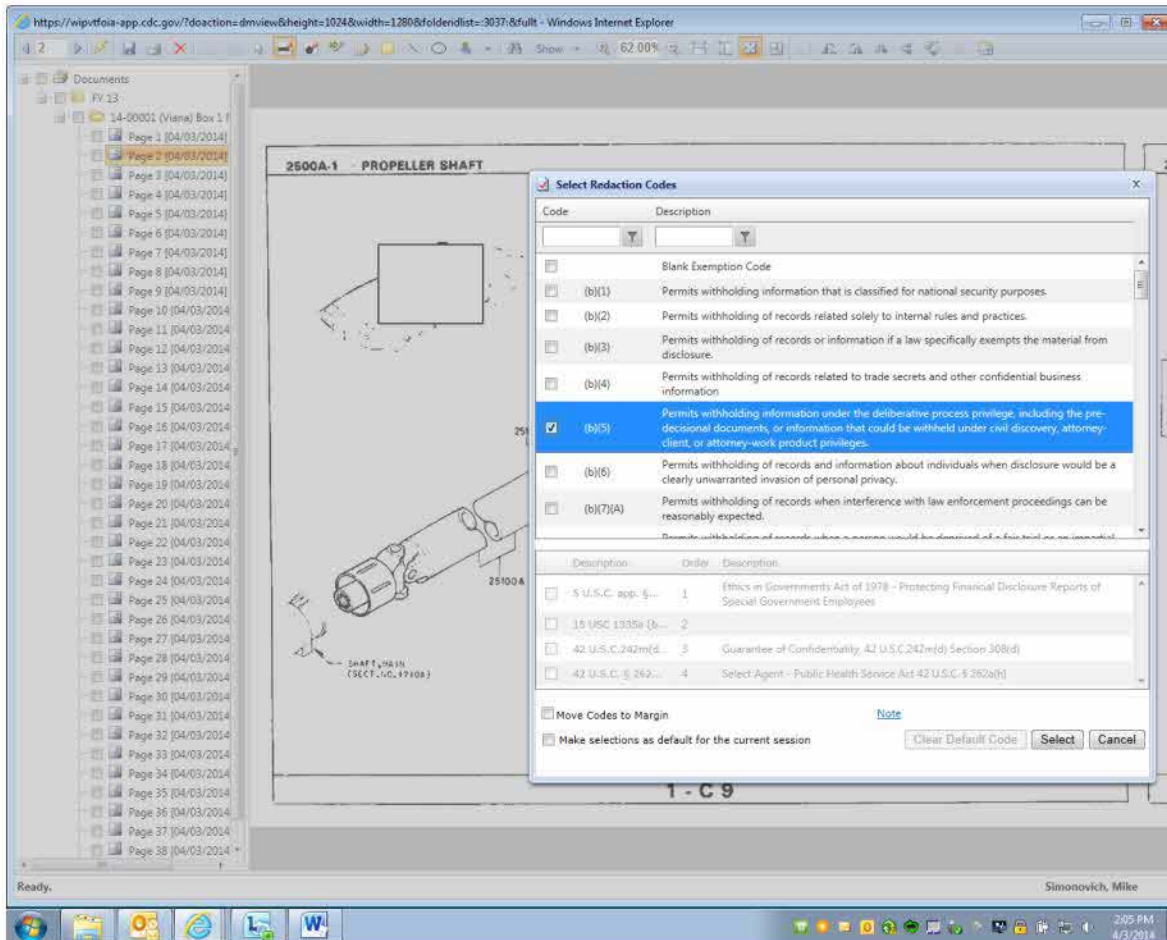 https://wipvtfoia-app.cdc.gov/?doaction=dmview&height=1024&width=1280&foldendlist=:3037:&fullt - Windows Internet Explorer
2
Show
62.00%
Documents
FY 13
14-00001 (Viana) Box 1 F
Page 1 [04/03/2014]
Page 2 [04/03/2014]
Page 3 [04/03/2014]
Page 4 [04/03/2014]
Page 5 [04/03/2014]
Page 6 [04/03/2014]
Page 7 [04/03/2014]
Page 8 [04/03/2014]
Page 9 [04/03/2014]
Page 10 [04/03/2014
Page 11 [04/03/2014
Page 12 [04/03/2014
Page 13 [04/03/2014
Page 14 [04/03/2014
Page 15 [04/03/2014
Page 16 [04/03/2014
Page 17 [04/03/2014
Page 18 [04/03/2014
Page 19 [04/03/2014
Page 20 [04/03/2014
Page 21 [04/03/2014
Page 22 [04/03/2014
Page 23 [04/03/2014
Page 24 [04/03/2014
Page 25 [04/03/2014
Page 26 [04/03/2014
Page 27 [04/03/2014
Page 28 [04/03/2014
Page 29 [04/03/2014
Page 30 [04/03/2014
Page 31 [04/03/2014
Page 32 [04/03/2014
Page 33 [04/03/2014
Page 34 [04/03/2014
Page 35 [04/03/2014
Page 36 [04/03/2014
Page 37 [04/03/2014
Page 38 [04/03/2014
2500A-1 PROPELLER SHAFT
251
25100A
SHAFT, MAIN
(SECT. NO. 1710A)
1 - C 9
Select Redaction Codes
X
Code Description
Blank Exemption Code
(b)(1) Permits withholding information that is classified for national security purposes.
(b)(2) Permits withholding of records related solely to internal rules and practices.
(b)(3) Permits withholding of records or information if a law specifically exempts the material from
disclosure.
(b)(4) Permits withholding of records related to trade secrets and other confidential business
information
(b)(5) Permits withholding information under the deliberative process privilege, including the pre-
decisional documents, or information that could be withheld under civil discovery, attorney-
client, or attorney-work product privileges.
(b)(6) Permits withholding of records and information about individuals when disclosure would be a
clearly unwarranted invasion of personal privacy.
(b)(7)(A) Permits withholding of records when interference with law enforcement proceedings can be
reasonably expected.
Permits withholding of records when a person would be deprived of a fair trial or an impartial
Description Order Description
5 U.S.C. app. §... 1 Ethics in Governments Act of 1978 - Protecting Financial Disclosure Reports of
Special Government Employees
15 USC 1335a (b... 2
42 U.S.C.242m(d... 3 Guarantee of Confidentiality, 42 U.S.C.242m(d) Section 308(d)
42 U.S.C. § 262... 4 Select Agent - Public Health Service Act 42 U.S.C. § 262a(h)
Move Codes to Margin Note
Make selections as default for the current session Clear Default Code Select Cancel
Ready. Simonovich, Mike
2:05 PM
4/3/2014